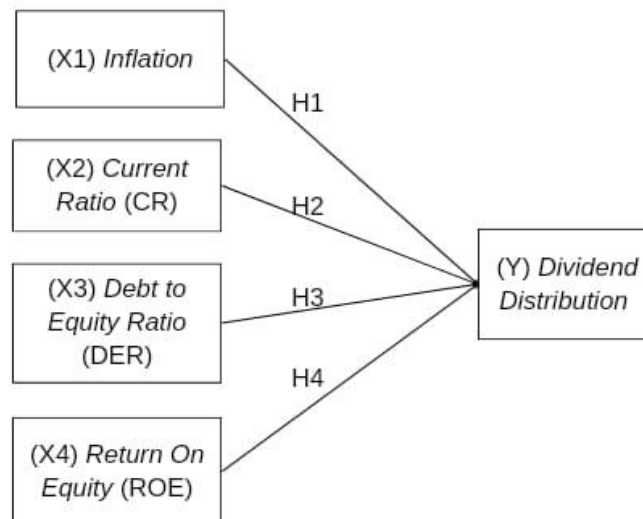 (X1) Inflation
H1
(X2) Current
Ratio (CR)
H2
(X3) Debt to
Equity Ratio
(DER)
H3
(Y) Dividend
Distribution
H4
(X4) Return On
Equity (ROE)